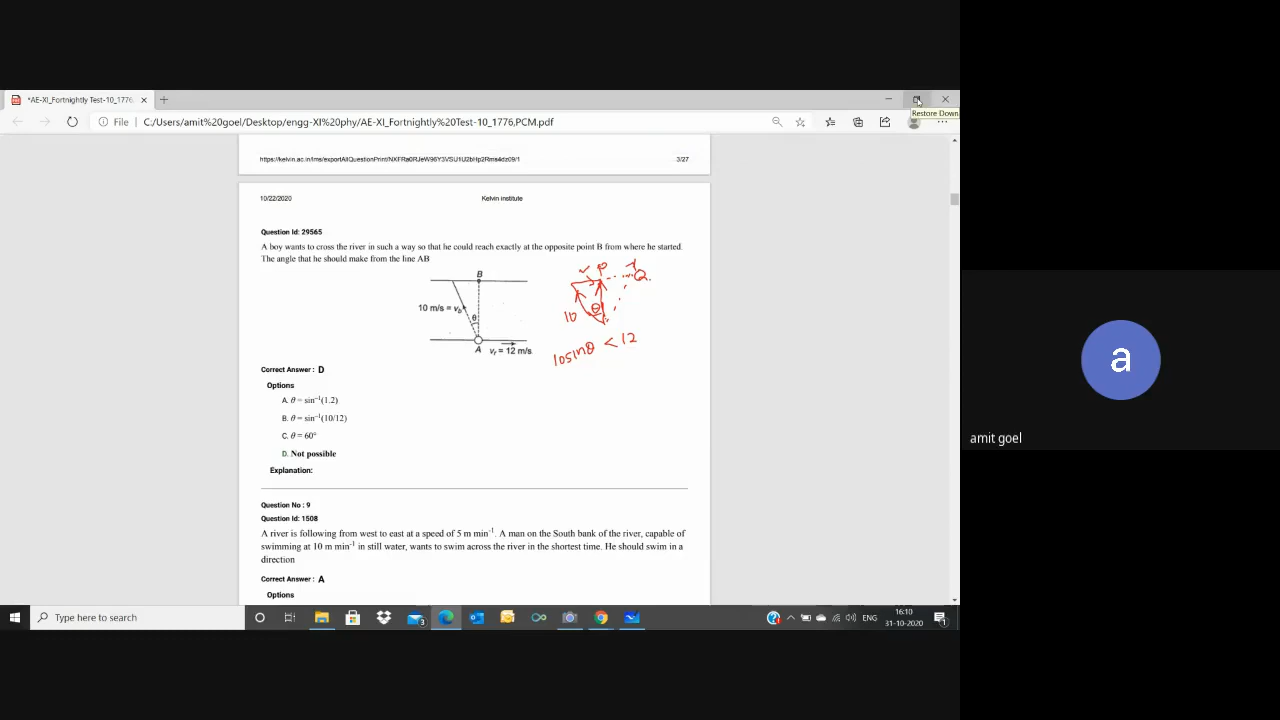 *AE-XI_Fortnightly Test-10_1776,
Restore Down
File
C:/Users/amit%20goel/Desktop/engg-XI%20phy/AE-XI_Fortnightly%20Test-10_1776,PCM.pdf
3/27
10/22/2020
Kelvin institute
Question Id: 29565
A boy wants to cross the river in such a way so that he could reach exactly at the opposite point B from where he started.
The angle that he should make from the line AB
B
10 m/s = v_b
θ
A
v_r = 12 m/s
P
Q
10
θ
10sinθ < 12
Correct Answer : D
Options
A. θ = sin⁻¹(1.2)
B. θ = sin⁻¹(10/12)
C. θ = 60°
D. Not possible
Explanation:
Question No : 9
Question Id: 1508
A river is following from west to east at a speed of 5 m min⁻¹. A man on the South bank of the river, capable of
swimming at 10 m min⁻¹ in still water, wants to swim across the river in the shortest time. He should swim in a
direction
Correct Answer : A
Options
a
amit goel
Type here to search
3
ENG
16:10
31-10-2020
1